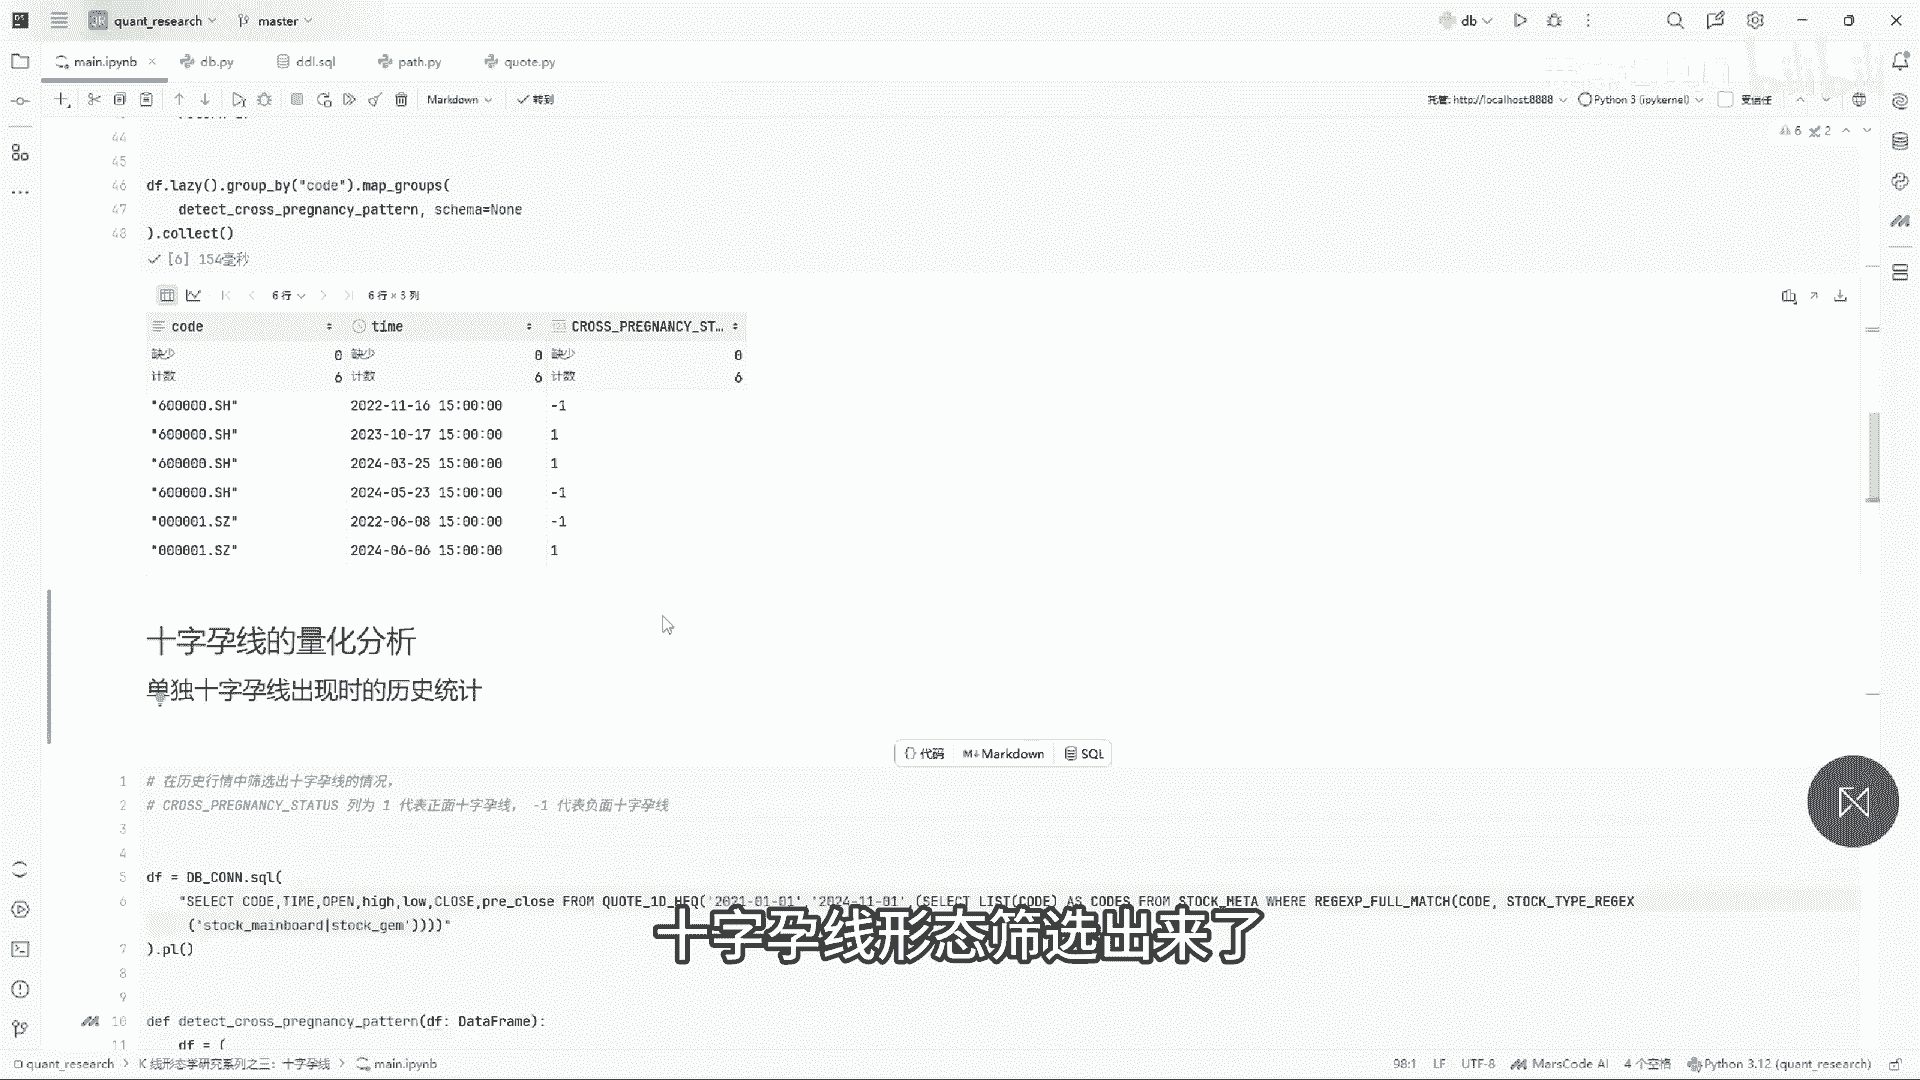 quant_research
master
db
main.ipynb
db.py
ddl.sql
path.py
quote.py
Markdown
转到
托管: http://localhost:8888
Python 3 (ipykernel)
受信任
6 2
44
45
46 df.lazy().group_by("code").map_groups(
47 detect_cross_pregnancy_pattern, schema=None
48 ).collect()
[6] 154毫秒
6 行 6 行 × 3 列
code time CROSS_PREGNANCY_ST...
缺少 0 缺少 0 缺少 0
计数 6 计数 6 计数 6
"600000.SH" 2022-11-16 15:00:00 -1
"600000.SH" 2023-10-17 15:00:00 1
"600000.SH" 2024-03-25 15:00:00 1
"600000.SH" 2024-05-23 15:00:00 -1
"000001.SZ" 2022-06-08 15:00:00 -1
"000001.SZ" 2024-06-06 15:00:00 1
十字孕线的量化分析
单独十字孕线出现时的历史统计
代码 M↓Markdown SQL
1 # 在历史行情中筛选出十字孕线的情况,
2 # CROSS_PREGNANCY_STATUS 列为 1 代表正面十字孕线, -1 代表负面十字孕线
3
4
5 df = DB_CONN.sql(
6 "SELECT CODE,TIME,OPEN,high,low,CLOSE,pre_close FROM QUOTE_1D_HFQ('2021-01-01','2024-11-01',(SELECT LIST(CODE) AS CODES FROM STOCK_META WHERE REGEXP_FULL_MATCH(CODE, STOCK_TYPE_REGEX
('stock_mainboard|stock_gem'))))"
7 ).pl()
8
9
10 def detect_cross_pregnancy_pattern(df: DataFrame):
11 df = (
十字孕线形态筛选出来了
quant_research > K 线形态学研究系列之三：十字孕线 > main.ipynb
98:1 LF UTF-8 MarsCode AI 4 个空格 Python 3.12 (quant_research)